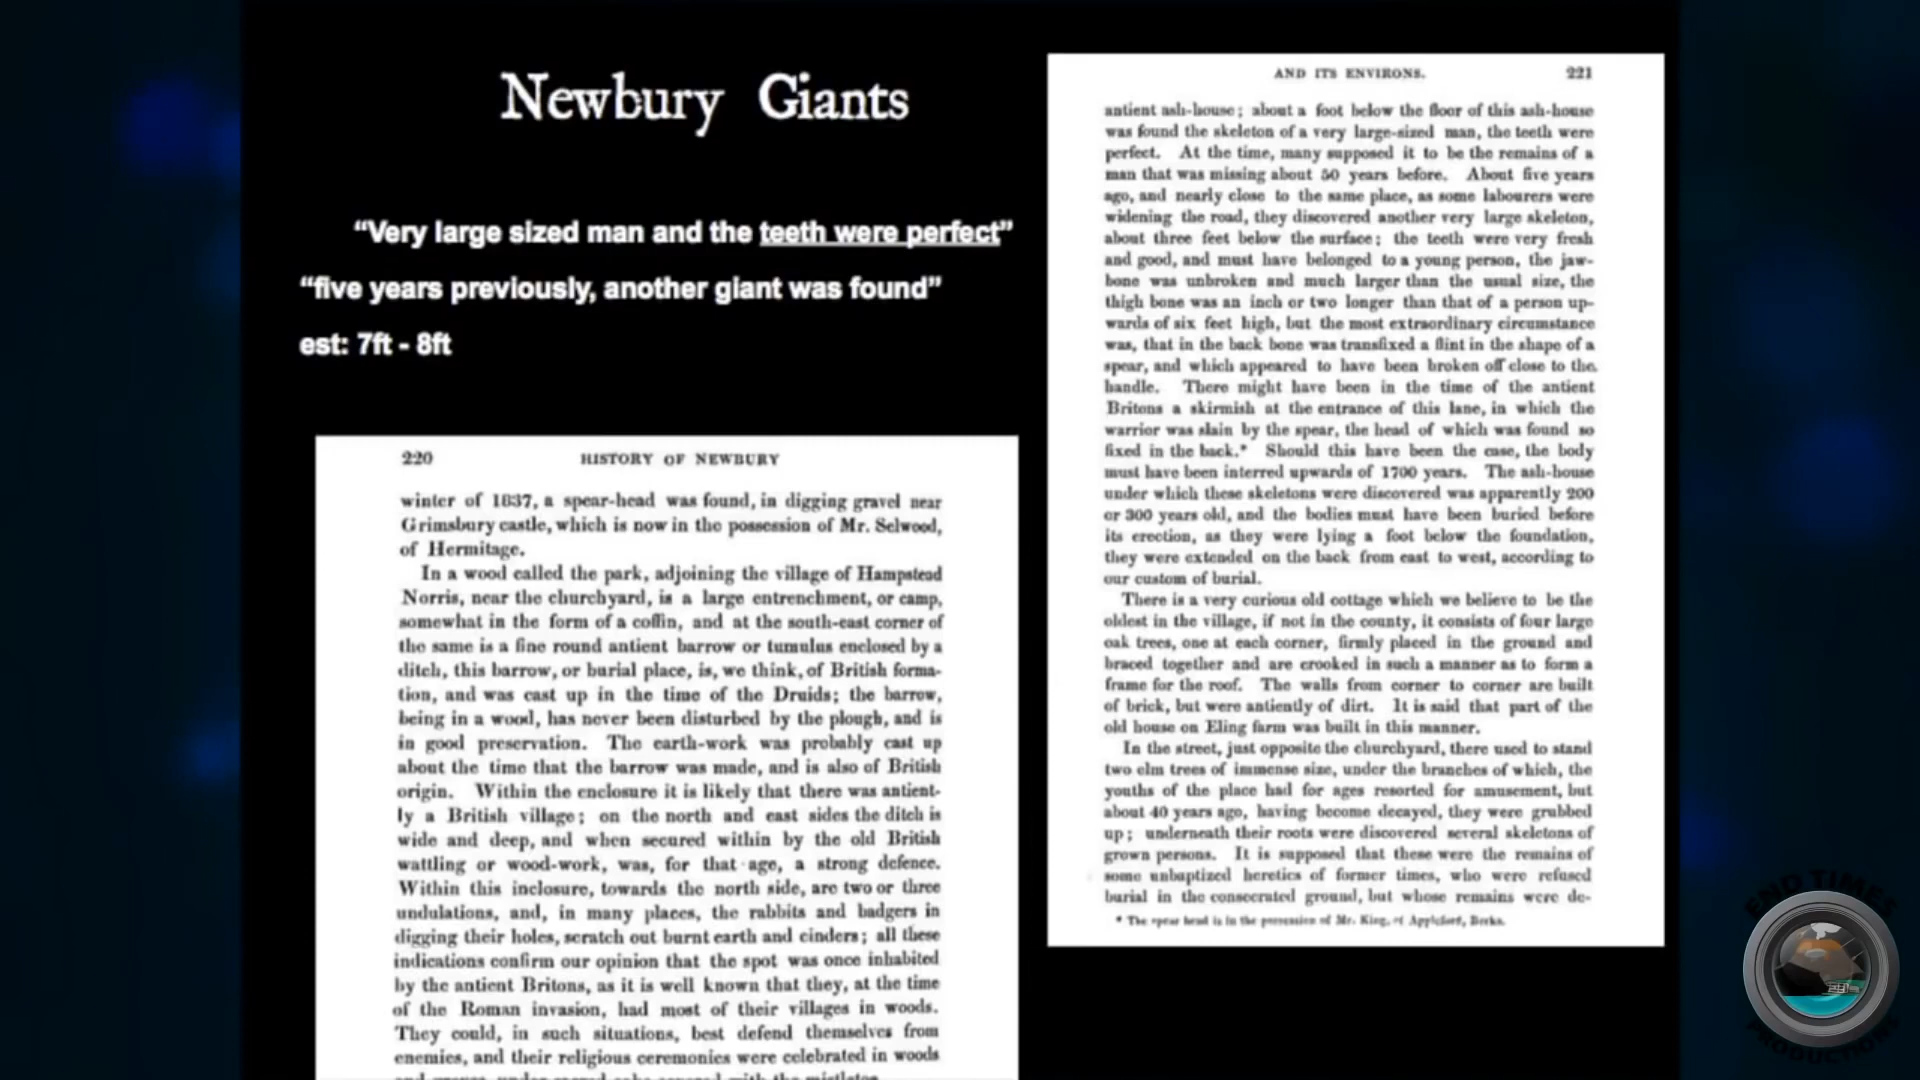 Newbury Giants
“Very large sized man and the teeth were perfect”
“five years previously, another giant was found”
est: 7ft - 8ft
220 HISTORY OF NEWBURY
winter of 1837, a spear-head was found, in digging gravel near
Grimsbury castle, which is now in the possession of Mr. Selwood,
of Hermitage.
In a wood called the park, adjoining the village of Hampstead
Norris, near the churchyard, is a large entrenchment, or camp,
somewhat in the form of a coffin, and at the south-east corner of
the same is a fine round antient barrow or tumulus enclosed by a
ditch, this barrow, or burial place, is, we think, of British forma-
tion, and was cast up in the time of the Druids; the barrow,
being in a wood, has never been disturbed by the plough, and is
in good preservation. The earth-work was probably cast up
about the time that the barrow was made, and is also of British
origin. Within the enclosure it is likely that there was antient-
ly a British village; on the north and east sides the ditch is
wide and deep, and when secured within by the old British
wattling or wood-work, was, for that age, a strong defence.
Within this inclosure, towards the north side, are two or three
undulations, and, in many places, the rabbits and badgers in
digging their holes, scratch out burnt earth and cinders; all these
indications confirm our opinion that the spot was once inhabited
by the antient Britons, as it is well known that they, at the time
of the Roman invasion, had most of their villages in woods.
They could, in such situations, best defend themselves from
enemies, and their religious ceremonies were celebrated in woods
AND ITS ENVIRONS. 221
antient ash-house; about a foot below the floor of this ash-house
was found the skeleton of a very large-sized man, the teeth were
perfect. At the time, many supposed it to be the remains of a
man that was missing about 50 years before. About five years
ago, and nearly close to the same place, as some labourers were
widening the road, they discovered another very large skeleton,
about three feet below the surface; the teeth were very fresh
and good, and must have belonged to a young person, the jaw-
bone was unbroken and much larger than the usual size, the
thigh bone was an inch or two longer than that of a person up-
wards of six feet high, but the most extraordinary circumstance
was, that in the back bone was transfixed a flint in the shape of a
spear, and which appeared to have been broken off close to the
handle. There might have been in the time of the antient
Britons a skirmish at the entrance of this lane, in which the
warrior was slain by the spear, the head of which was found so
fixed in the back.* Should this have been the case, the body
must have been interred upwards of 1700 years. The ash-house
under which these skeletons were discovered was apparently 200
or 300 years old, and the bodies must have been buried before
its erection, as they were lying a foot below the foundation,
they were extended on the back from east to west, according to
our custom of burial.
There is a very curious old cottage which we believe to be the
oldest in the village, if not in the county, it consists of four large
oak trees, one at each corner, firmly placed in the ground and
braced together and are crooked in such a manner as to form a
frame for the roof. The walls from corner to corner are built
of brick, but were antiently of dirt. It is said that part of the
old house on Eling farm was built in this manner.
In the street, just opposite the churchyard, there used to stand
two elm trees of immense size, under the branches of which, the
youths of the place had for ages resorted for amusement, but
about 40 years ago, having become decayed, they were grubbed
up; underneath their roots were discovered several skeletons of
grown persons. It is supposed that these were the remains of
some unbaptized heretics of former times, who were refused
burial in the consecrated ground, but whose remains were de-
* The spear head is in the possession of Mr. King, of Appleford, Berks.
END TIMES
PRODUCTIONS